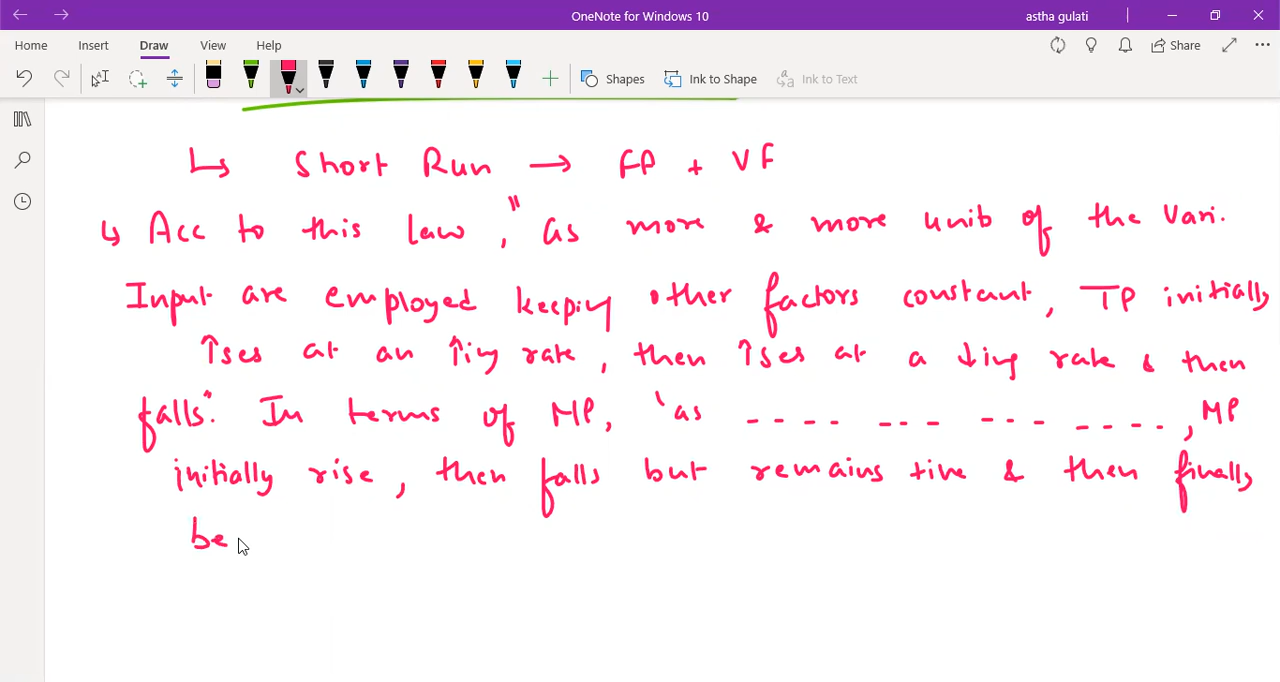 OneNote for Windows 10
astha gulati
Home Insert Draw View Help
Share
Shapes Ink to Shape Ink to Text
↳ Short Run → FP + VF
↳ Acc to this law, "as more & more units of the Vari.
Input are employed keeping other factors constant, TP initially
↑ses at an ↑ing rate, then ↑ses at a ↓ing rate & then
falls". In terms of MP, 'as ---- --- --- ----, MP
initially rise, then falls but remains +ive & then finally
be